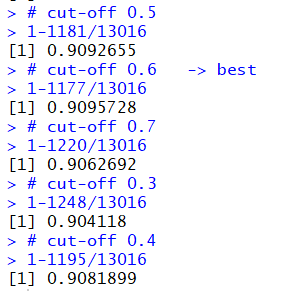 > # cut-off 0.5
> 1-1181/13016
[1] 0.9092655
> # cut-off 0.6   -> best
> 1-1177/13016
[1] 0.9095728
> # cut-off 0.7
> 1-1220/13016
[1] 0.9062692
> # cut-off 0.3
> 1-1248/13016
[1] 0.904118
> # cut-off 0.4
> 1-1195/13016
[1] 0.9081899